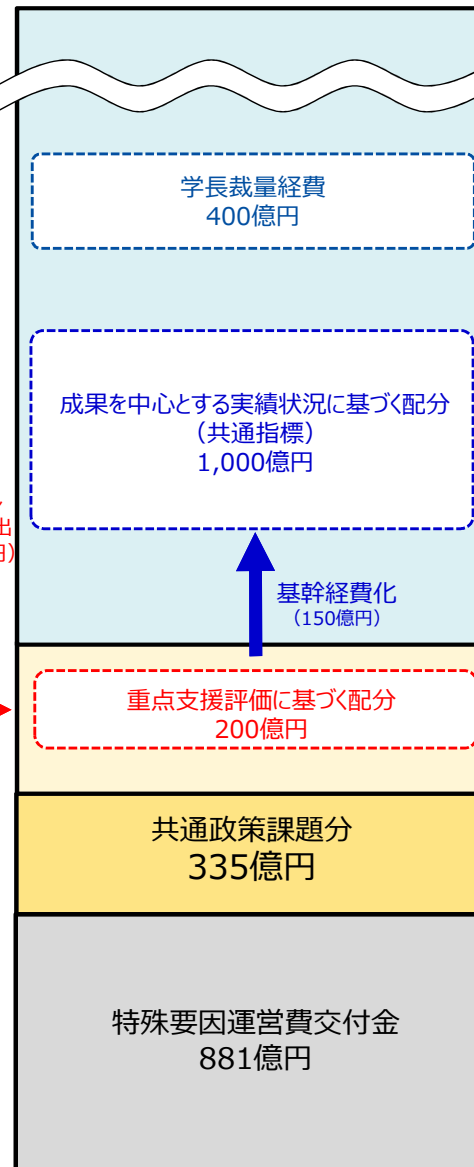 学長裁量経費
400億円
成果を中心とする実績状況に基づく配分
（共通指標）
1,000億円
出
円）
基幹経費化
（150億円）
重点支援評価に基づく配分
200億円
共通政策課題分
335億円
特殊要因運営費交付金
881億円